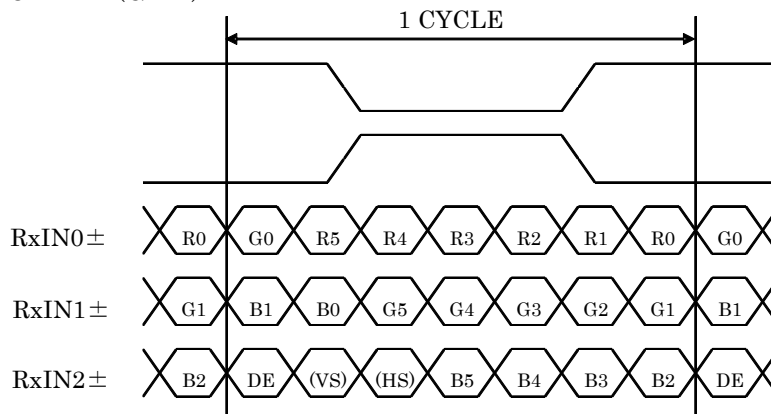 1 CYCLE
RxIN0± R0 G0 R5 R4 R3 R2 R1 R0 G0
RxIN1± G1 B1 B0 G5 G4 G3 G2 G1 B1
RxIN2± B2 DE (VS) (HS) B5 B4 B3 B2 DE